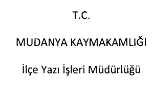 T.C.
MUDANYA KAYMAKAMLIĞI
İlçe Yazı İşleri Müdürlüğü